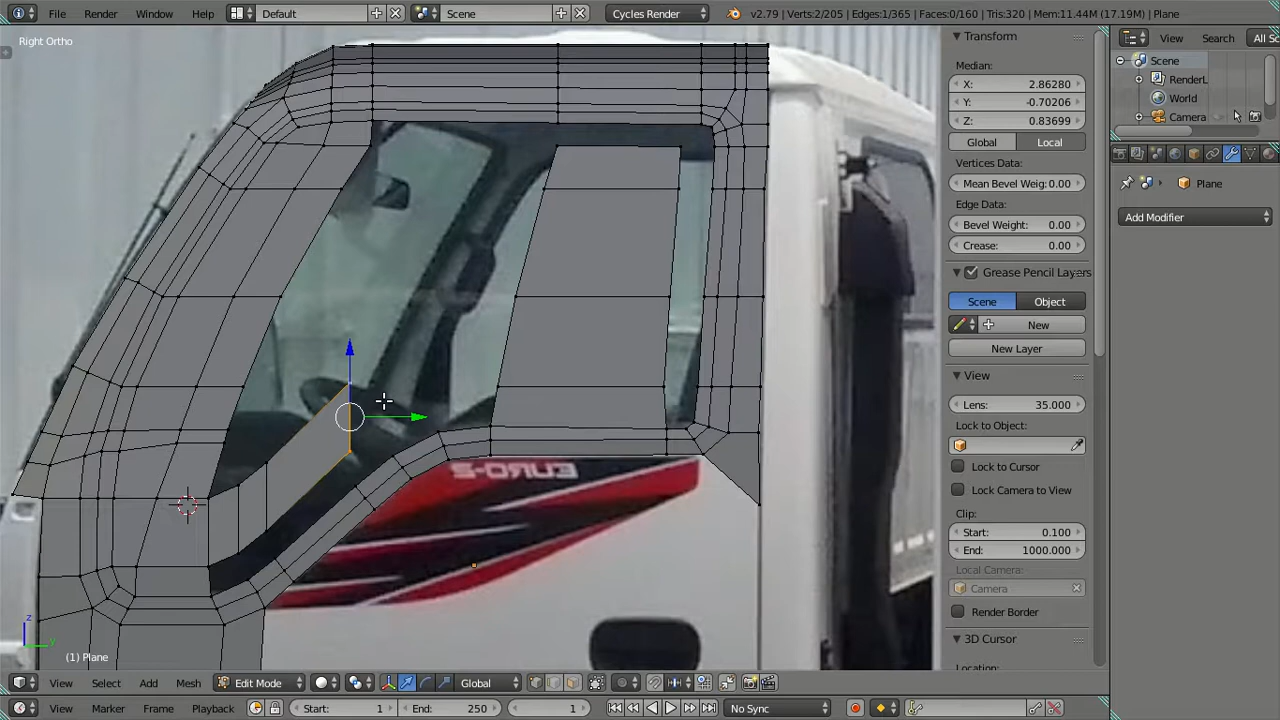 File Render Window Help Default Scene Cycles Render v2.79 | Verts:2/205 | Edges:1/365 | Faces:0/160 | Tris:320 | Mem:11.44M (17.19M) | Plane
Right Ortho
EURO-S
(1) Plane
z
y
Transform
Median:
X: 2.86280
Y: -0.70206
Z: 0.83699
Global Local
Vertices Data:
Mean Bevel Weig: 0.00
Edge Data:
Bevel Weight: 0.00
Crease: 0.00
Grease Pencil Layers
Scene Object
New
New Layer
View
Lens: 35.000
Lock to Object:
Lock to Cursor
Lock Camera to View
Clip:
Start: 0.100
End: 1000.000
Local Camera:
Camera
Render Border
3D Cursor
Location:
View Search All Sc
Scene
RenderL
World
Camera
Plane
Add Modifier
View Select Add Mesh Edit Mode Global
View Marker Frame Playback Start: 1 End: 250 1 No Sync